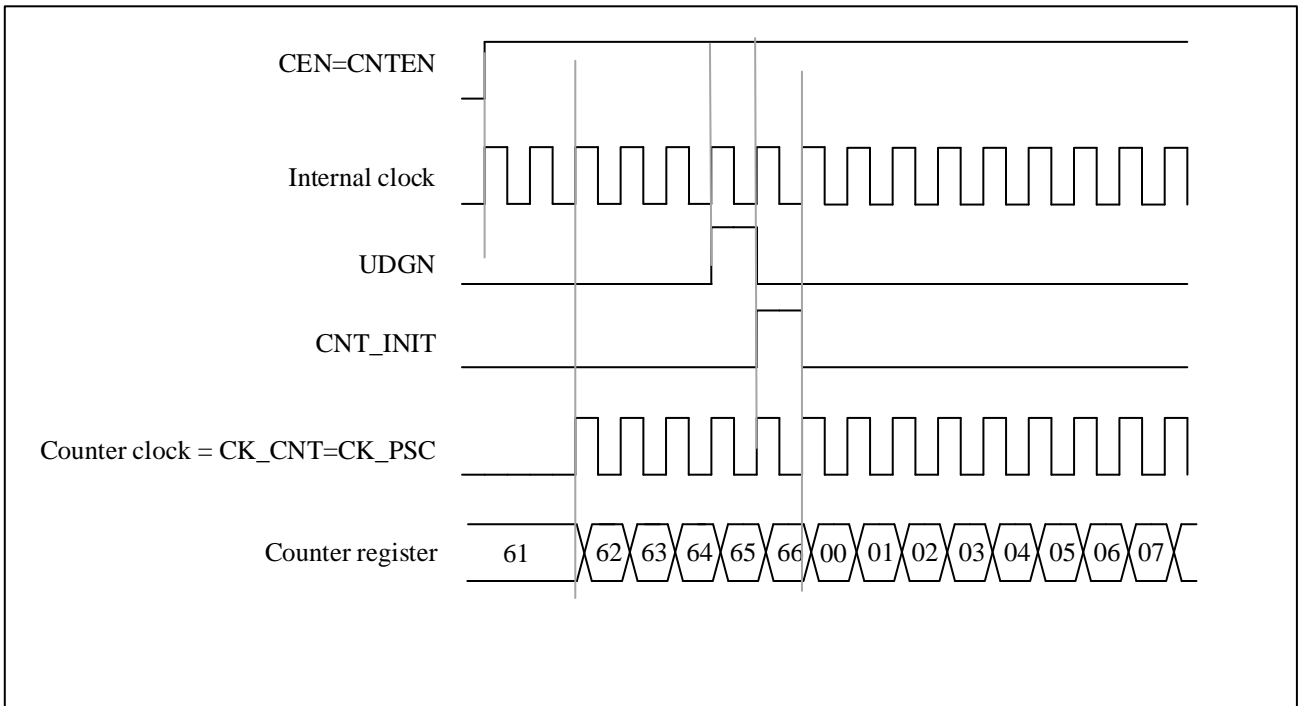 CEN=CNTEN
Internal clock
UDGN
CNT_INIT
Counter clock = CK_CNT=CK_PSC
Counter register 61 62 63 64 65 66 00 01 02 03 04 05 06 07